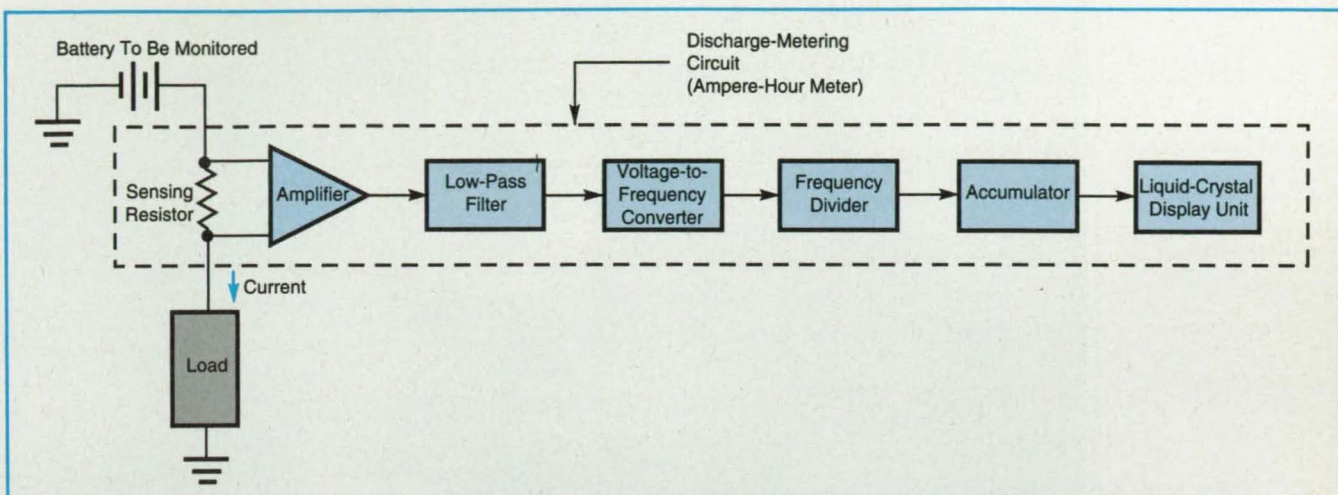 Battery To Be Monitored
Discharge-Metering
Circuit
(Ampere-Hour Meter)
Sensing
Resistor
Amplifier
Low-Pass
Filter
Voltage-to-
Frequency
Converter
Frequency
Divider
Accumulator
Liquid-Crystal
Display Unit
Current
Load